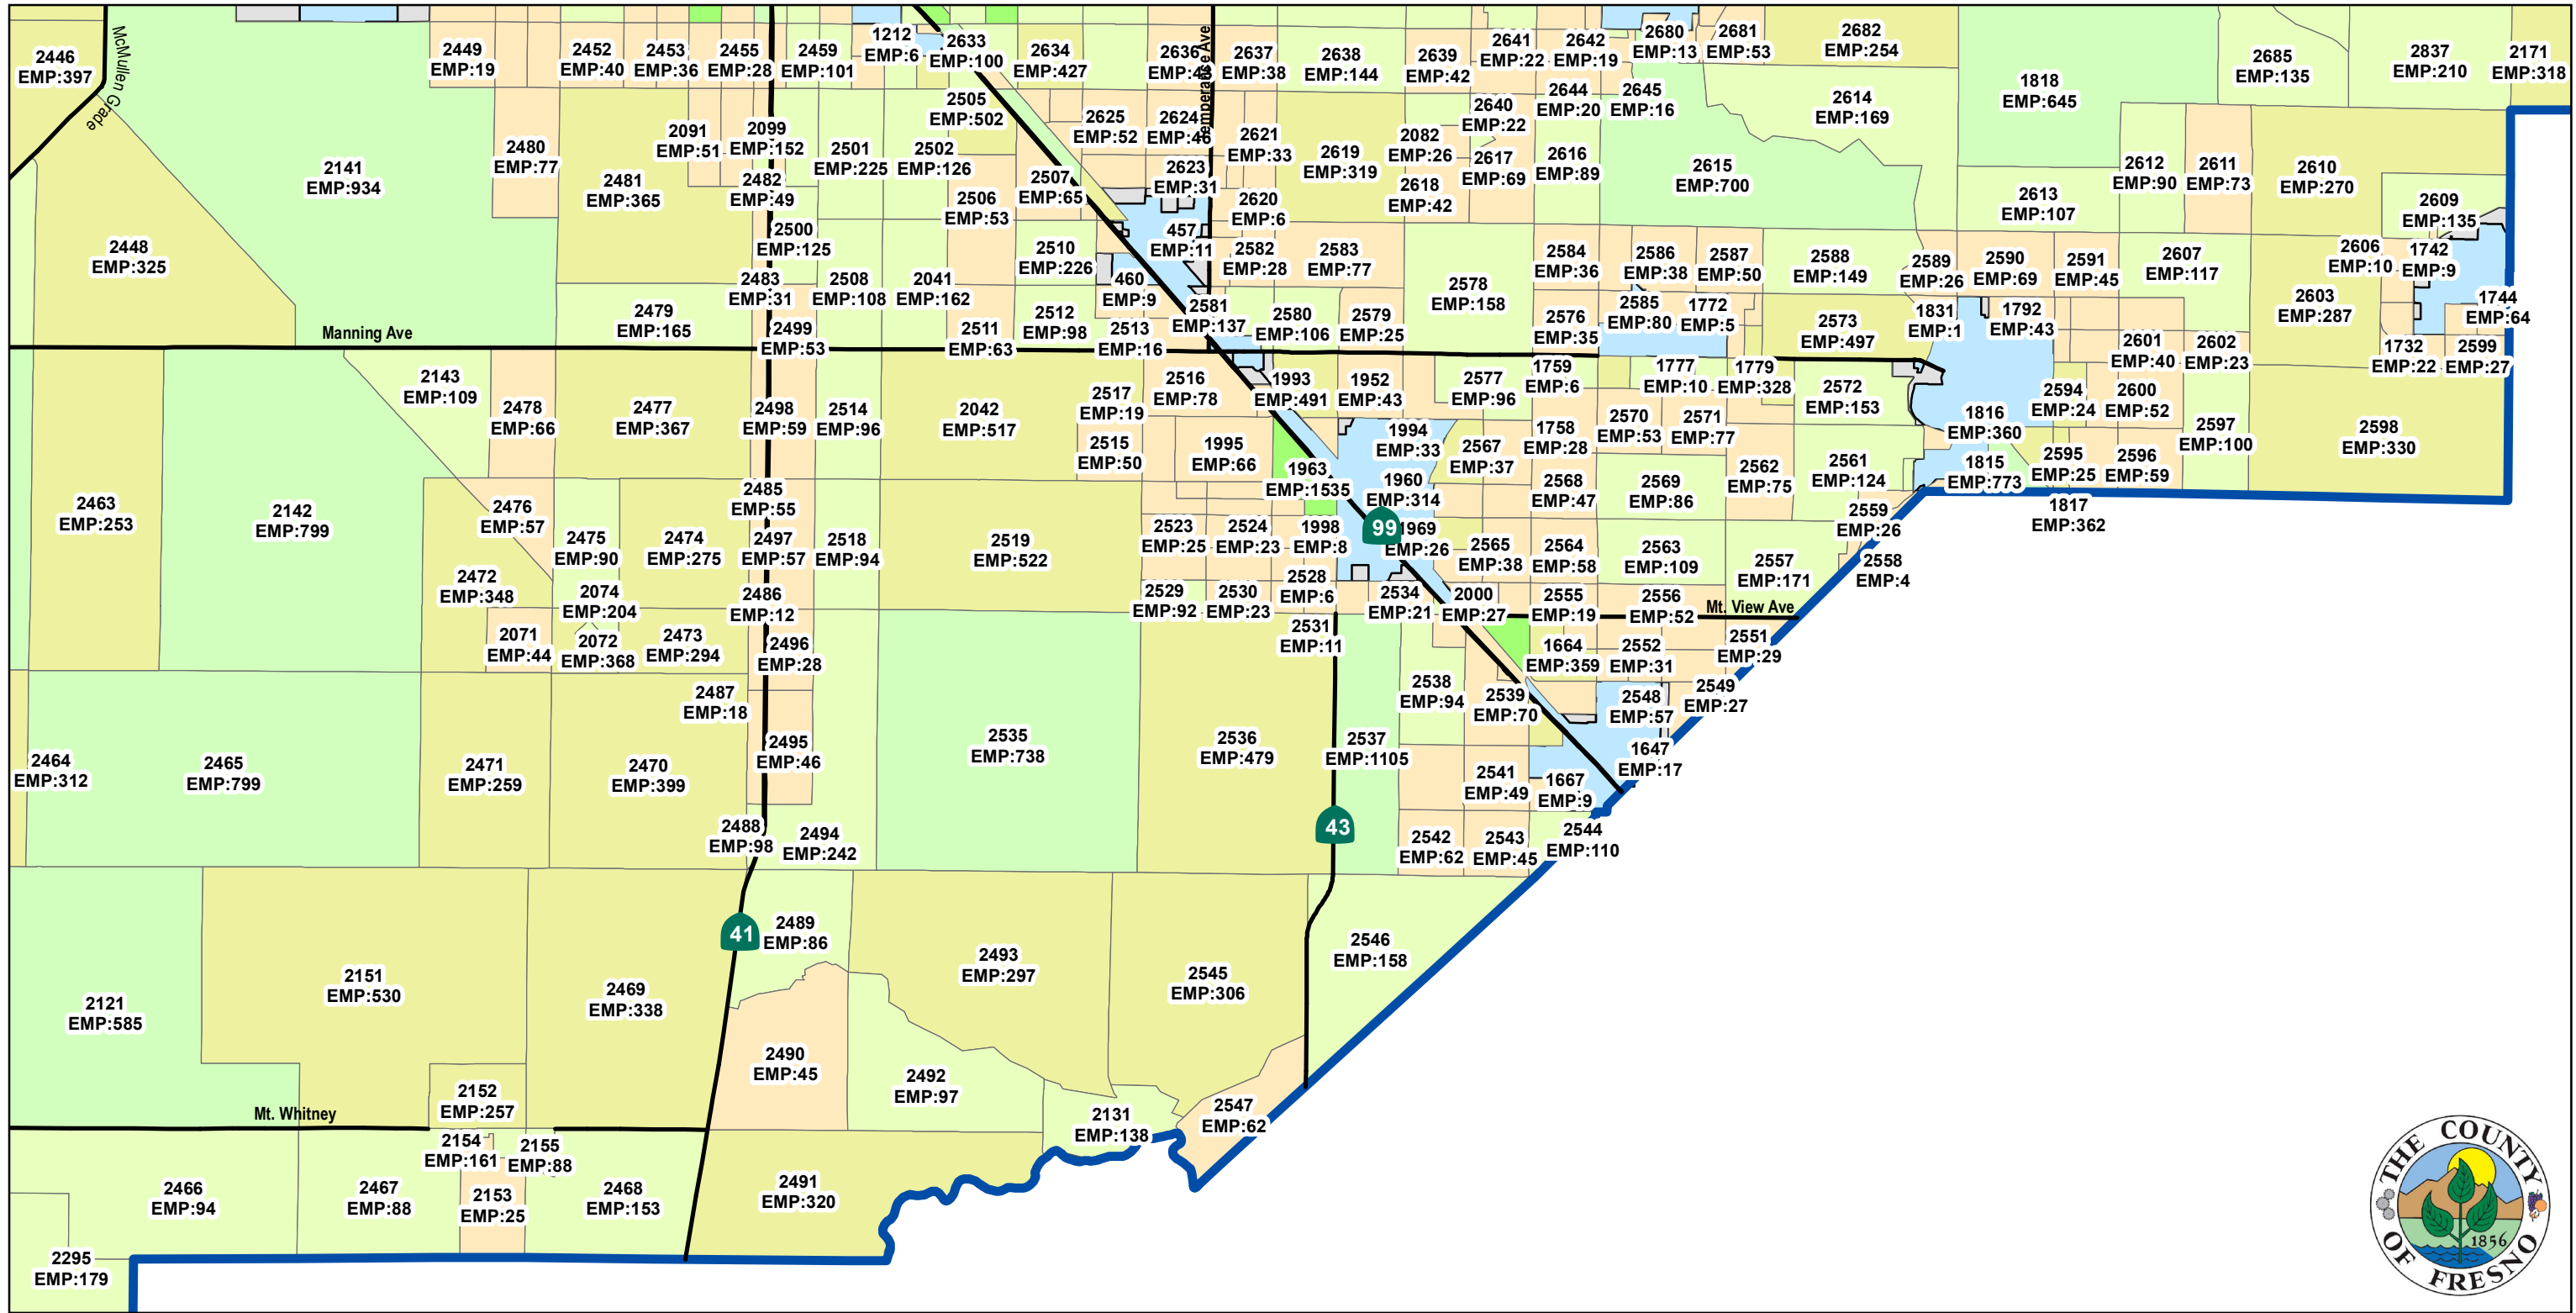 2446
EMP:397
McMullen Grade
2449
EMP:19
2452
EMP:40
2453
EMP:36
2455
EMP:28
2459
EMP:101
1212
EMP:6
2633
EMP:100
2634
EMP:427
2636
Temperance Ave
2637
EMP:38
2638
EMP:144
2639
EMP:42
2641
EMP:22
2642
EMP:19
2680
EMP:13
2681
EMP:53
2682
EMP:254
1818
EMP:645
2685
EMP:135
2837
EMP:210
2171
EMP:318
2141
EMP:934
2480
EMP:77
2481
EMP:365
2091
EMP:51
2099
EMP:152
2482
EMP:49
2501
EMP:225
2502
EMP:126
2505
EMP:502
2506
EMP:53
2507
EMP:65
2625
EMP:52
2624
2623
EMP:31
2621
EMP:33
2620
EMP:6
2619
EMP:319
2082
EMP:26
2618
EMP:42
2640
EMP:22
2617
EMP:69
2644
EMP:20
2645
EMP:16
2616
EMP:89
2615
EMP:700
2614
EMP:169
2613
EMP:107
2612
EMP:90
2611
EMP:73
2610
EMP:270
2609
EMP:135
2448
EMP:325
2500
EMP:125
2483
EMP:31
2508
EMP:108
2041
EMP:162
2510
EMP:226
460
EMP:9
457
EMP:11
2582
EMP:28
2583
EMP:77
2578
EMP:158
2584
EMP:36
2586
EMP:38
2587
EMP:50
2588
EMP:149
2589
EMP:26
2590
EMP:69
2591
EMP:45
2607
EMP:117
2606
EMP:10
1742
EMP:9
2603
EMP:287
1744
EMP:64
Manning Ave
2479
EMP:165
2499
EMP:53
2511
EMP:63
2512
EMP:98
2513
EMP:16
2581
EMP:137
2580
EMP:106
2579
EMP:25
2576
EMP:35
2585
EMP:80
1772
EMP:5
2573
EMP:497
1831
EMP:1
1792
EMP:43
2601
EMP:40
2602
EMP:23
1732
EMP:22
2599
EMP:27
2143
EMP:109
2478
EMP:66
2477
EMP:367
2498
EMP:59
2514
EMP:96
2042
EMP:517
2517
EMP:19
2516
EMP:78
1993
EMP:491
1952
EMP:43
2577
EMP:96
1759
EMP:6
1777
EMP:10
1779
EMP:328
2572
EMP:153
2594
EMP:24
2600
EMP:52
2597
EMP:100
2598
EMP:330
2515
EMP:50
1995
EMP:66
1963
EMP:1535
1994
EMP:33
2567
EMP:37
1758
EMP:28
2570
EMP:53
2571
EMP:77
1816
EMP:360
2463
EMP:253
2142
EMP:799
2476
EMP:57
2485
EMP:55
1960
EMP:314
2568
EMP:47
2569
EMP:86
2562
EMP:75
2561
EMP:124
1815
EMP:773
2595
EMP:25
2596
EMP:59
1817
EMP:362
2475
EMP:90
2474
EMP:275
2497
EMP:57
2518
EMP:94
2519
EMP:522
2523
EMP:25
2524
EMP:23
1998
EMP:8
99
1969
EMP:26
2565
EMP:38
2564
EMP:58
2563
EMP:109
2557
EMP:171
2559
EMP:26
2558
EMP:4
2472
EMP:348
2074
EMP:204
2486
EMP:12
2529
EMP:92
2530
EMP:23
2528
EMP:6
2534
EMP:21
2000
EMP:27
2555
EMP:19
2556
EMP:52
Mt. View Ave
2071
EMP:44
2072
EMP:368
2473
EMP:294
2496
EMP:28
2531
EMP:11
1664
EMP:359
2552
EMP:31
2551
EMP:29
2487
EMP:18
2538
EMP:94
2539
EMP:70
2548
EMP:57
2549
EMP:27
2464
EMP:312
2465
EMP:799
2471
EMP:259
2470
EMP:399
2495
EMP:46
2535
EMP:738
2536
EMP:479
2537
EMP:1105
2541
EMP:49
1667
EMP:9
1647
EMP:17
2488
EMP:98
2494
EMP:242
43
2542
EMP:62
2543
EMP:45
2544
EMP:110
41
2489
EMP:86
2493
EMP:297
2545
EMP:306
2546
EMP:158
2121
EMP:585
2151
EMP:530
2469
EMP:338
2490
EMP:45
2492
EMP:97
2152
EMP:257
2131
EMP:138
2547
EMP:62
Mt. Whitney
2154
EMP:161
2155
EMP:88
2466
EMP:94
2467
EMP:88
2153
EMP:25
2468
EMP:153
2491
EMP:320
2295
EMP:179
THE COUNTY
1856
OF FRESNO